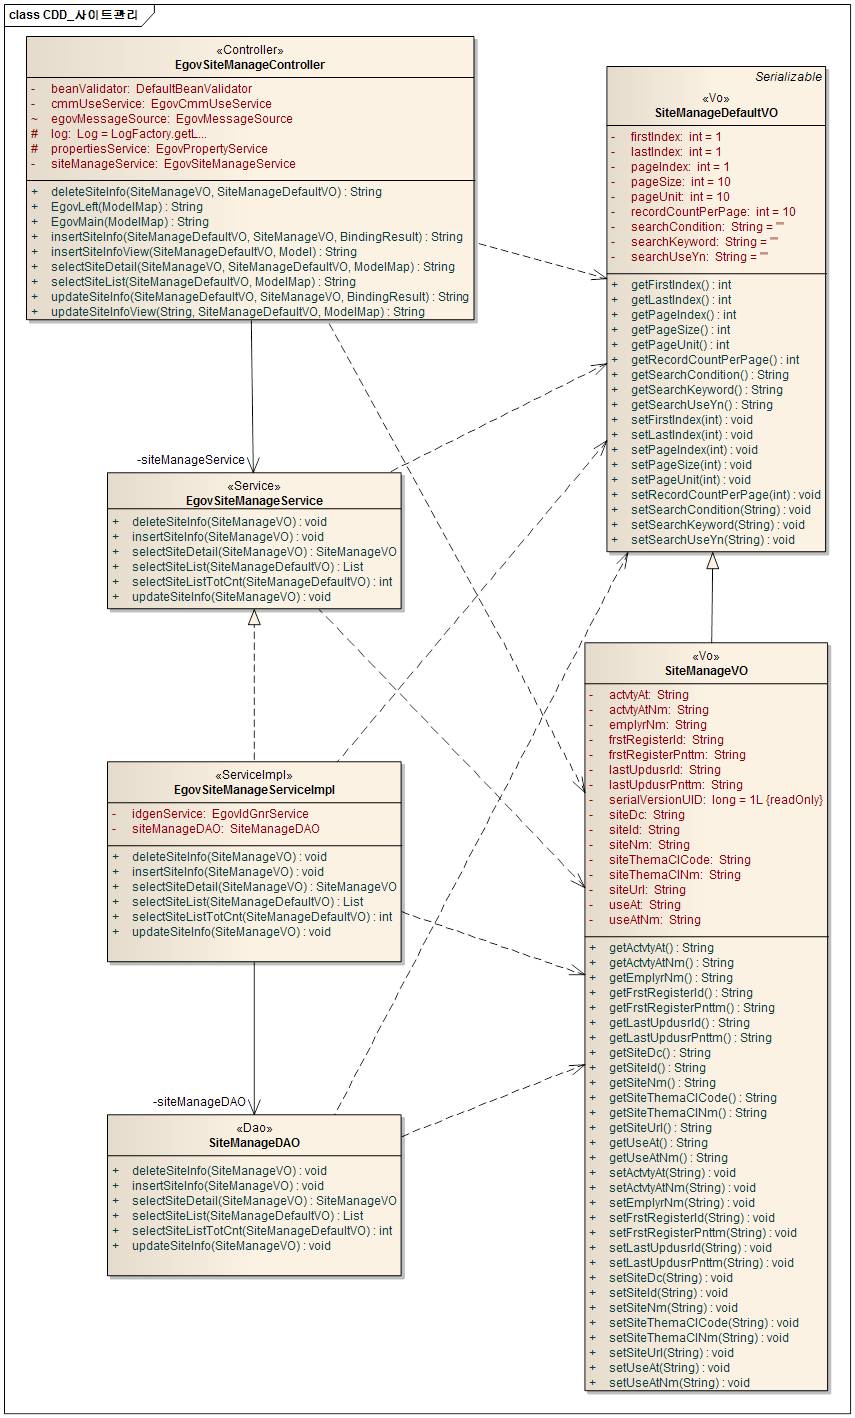 class CDD_사이트관리
«Controller»
EgovSiteManageController
- beanValidator: DefaultBeanValidator
- cmmUseService: EgovCmmUseService
~ egovMessageSource: EgovMessageSource
# log: Log = LogFactory.getL...
# propertiesService: EgovPropertyService
- siteManageService: EgovSiteManageService
+ deleteSiteInfo(SiteManageVO, SiteManageDefaultVO) : String
+ EgovLeft(ModelMap) : String
+ EgovMain(ModelMap) : String
+ insertSiteInfo(SiteManageDefaultVO, SiteManageVO, BindingResult) : String
+ insertSiteInfoView(SiteManageDefaultVO, Model) : String
+ selectSiteDetail(SiteManageVO, SiteManageDefaultVO, ModelMap) : String
+ selectSiteList(SiteManageDefaultVO, ModelMap) : String
+ updateSiteInfo(SiteManageDefaultVO, SiteManageVO, BindingResult) : String
+ updateSiteInfoView(String, SiteManageDefaultVO, ModelMap) : String
Serializable
«Vo»
SiteManageDefaultVO
- firstIndex: int = 1
- lastIndex: int = 1
- pageIndex: int = 1
- pageSize: int = 10
- pageUnit: int = 10
- recordCountPerPage: int = 10
- searchCondition: String = ""
- searchKeyword: String = ""
- searchUseYn: String = ""
+ getFirstIndex() : int
+ getLastIndex() : int
+ getPageIndex() : int
+ getPageSize() : int
+ getPageUnit() : int
+ getRecordCountPerPage() : int
+ getSearchCondition() : String
+ getSearchKeyword() : String
+ getSearchUseYn() : String
+ setFirstIndex(int) : void
+ setLastIndex(int) : void
+ setPageIndex(int) : void
+ setPageSize(int) : void
+ setPageUnit(int) : void
+ setRecordCountPerPage(int) : void
+ setSearchCondition(String) : void
+ setSearchKeyword(String) : void
+ setSearchUseYn(String) : void
-siteManageService
«Service»
EgovSiteManageService
+ deleteSiteInfo(SiteManageVO) : void
+ insertSiteInfo(SiteManageVO) : void
+ selectSiteDetail(SiteManageVO) : SiteManageVO
+ selectSiteList(SiteManageDefaultVO) : List
+ selectSiteListTotCnt(SiteManageDefaultVO) : int
+ updateSiteInfo(SiteManageVO) : void
«ServiceImpl»
EgovSiteManageServiceImpl
- idgenService: EgovIdGnrService
- siteManageDAO: SiteManageDAO
+ deleteSiteInfo(SiteManageVO) : void
+ insertSiteInfo(SiteManageVO) : void
+ selectSiteDetail(SiteManageVO) : SiteManageVO
+ selectSiteList(SiteManageDefaultVO) : List
+ selectSiteListTotCnt(SiteManageDefaultVO) : int
+ updateSiteInfo(SiteManageVO) : void
-siteManageDAO
«Dao»
SiteManageDAO
+ deleteSiteInfo(SiteManageVO) : void
+ insertSiteInfo(SiteManageVO) : void
+ selectSiteDetail(SiteManageVO) : SiteManageVO
+ selectSiteList(SiteManageDefaultVO) : List
+ selectSiteListTotCnt(SiteManageDefaultVO) : int
+ updateSiteInfo(SiteManageVO) : void
«Vo»
SiteManageVO
- actvtyAt: String
- actvtyAtNm: String
- emplyrNm: String
- frstRegisterId: String
- frstRegisterPnttm: String
- lastUpdusrId: String
- lastUpdusrPnttm: String
- serialVersionUID: long = 1L {readOnly}
- siteDc: String
- siteId: String
- siteNm: String
- siteThemaClCode: String
- siteThemaClNm: String
- siteUrl: String
- useAt: String
- useAtNm: String
+ getActvtyAt() : String
+ getActvtyAtNm() : String
+ getEmplyrNm() : String
+ getFrstRegisterId() : String
+ getFrstRegisterPnttm() : String
+ getLastUpdusrId() : String
+ getLastUpdusrPnttm() : String
+ getSiteDc() : String
+ getSiteId() : String
+ getSiteNm() : String
+ getSiteThemaClCode() : String
+ getSiteThemaClNm() : String
+ getSiteUrl() : String
+ getUseAt() : String
+ getUseAtNm() : String
+ setActvtyAt(String) : void
+ setActvtyAtNm(String) : void
+ setEmplyrNm(String) : void
+ setFrstRegisterId(String) : void
+ setFrstRegisterPnttm(String) : void
+ setLastUpdusrId(String) : void
+ setLastUpdusrPnttm(String) : void
+ setSiteDc(String) : void
+ setSiteId(String) : void
+ setSiteNm(String) : void
+ setSiteThemaClCode(String) : void
+ setSiteThemaClNm(String) : void
+ setSiteUrl(String) : void
+ setUseAt(String) : void
+ setUseAtNm(String) : void